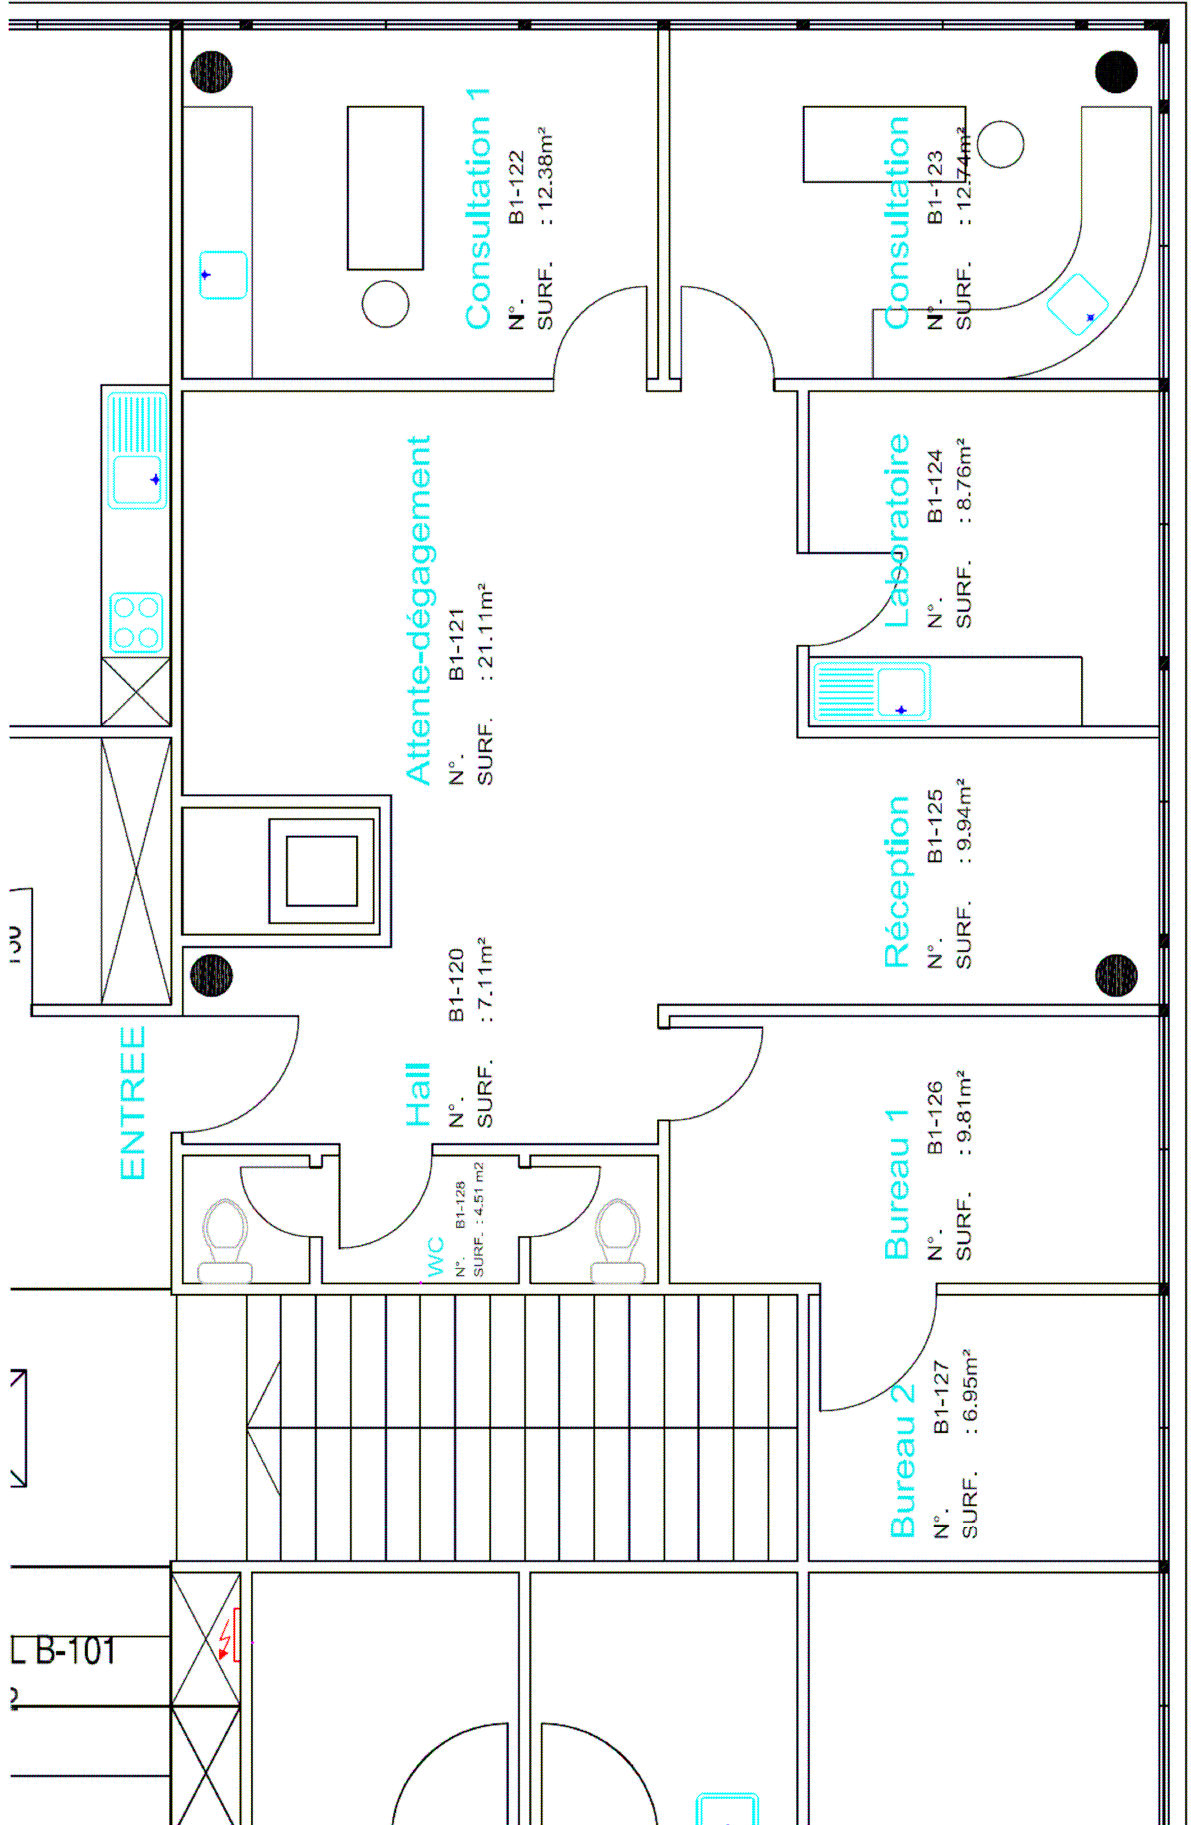 Consultation 1
N°. B1-122
SURF. : 12.38m²
Consultation
N°. B1-123
SURF. : 12.74m²
Attente-dégagement
N°. B1-121
SURF. : 21.11m²
Laboratoire
N°. B1-124
SURF. : 8.76m²
Réception
N°. B1-125
SURF. : 9.94m²
ENTREE
Hall
N°. B1-120
SURF. : 7.11m²
WC
N°. B1-128
SURF. : 4.51 m2
Bureau 1
N°. B1-126
SURF. : 9.81m²
Bureau 2
N°. B1-127
SURF. : 6.95m²
L B-101